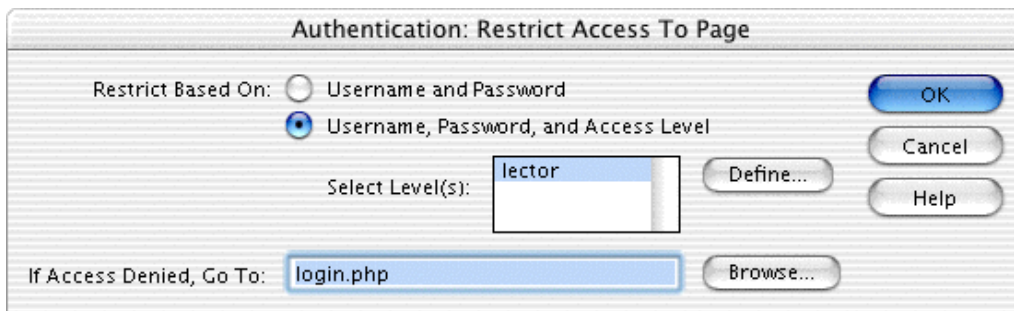 Authentication: Restrict Access To Page
Restrict Based On: Username and Password
Username, Password, and Access Level
Select Level(s): lector
Define...
If Access Denied, Go To: login.php
Browse...
OK
Cancel
Help